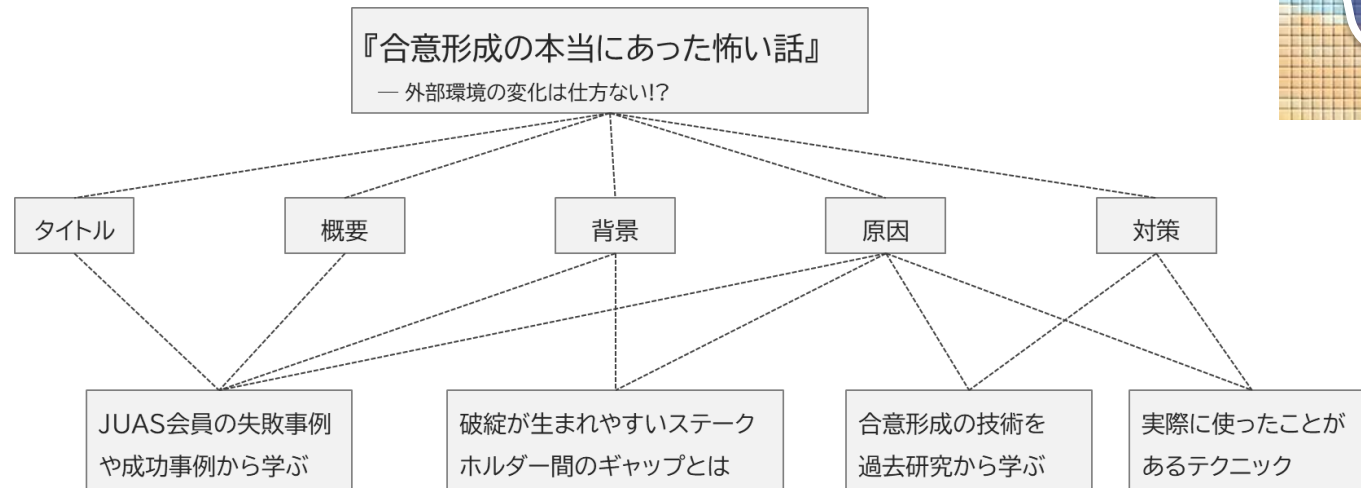 『合意形成の本当にあった怖い話』
― 外部環境の変化は仕方ない!?
タイトル
概要
背景
原因
対策
JUAS会員の失敗事例
や成功事例から学ぶ
破綻が生まれやすいステーク
ホルダー間のギャップとは
合意形成の技術を
過去研究から学ぶ
実際に使ったことが
あるテクニック